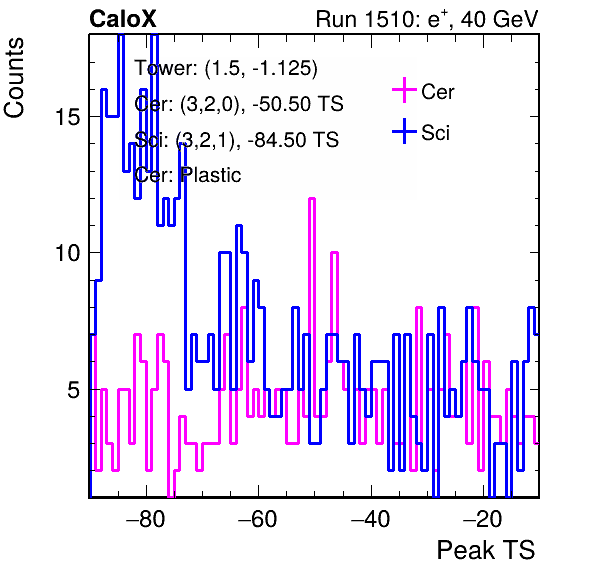 CaloX Run 1510: e⁺, 40 GeV
Counts
Tower: (1.5, -1.125)
Cer: (3,2,0), -50.50 TS
Sci: (3,2,1), -84.50 TS
Cer: Plastic
Cer
Sci
15
10
5
−80 −60 −40 −20
Peak TS